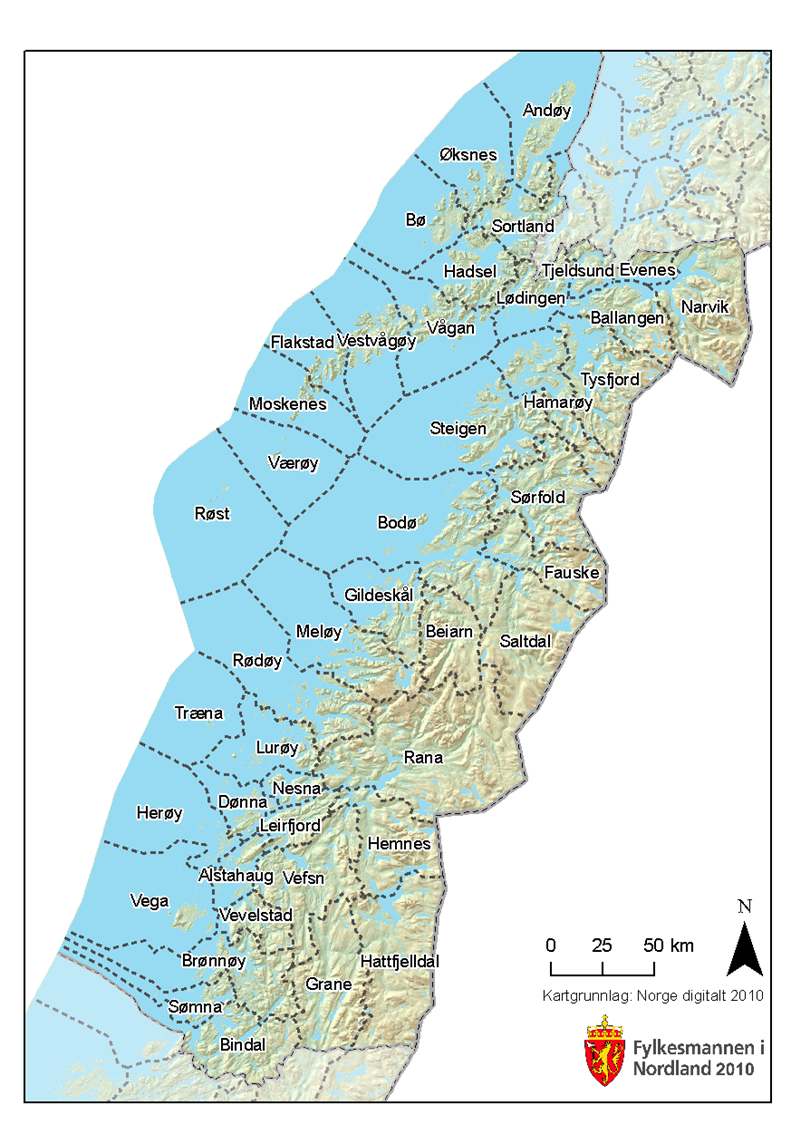 Andøy
Øksnes
Bø
Sortland
Hadsel
Tjeldsund Evenes
Lødingen
Narvik
Ballangen
Vågan
Flakstad Vestvågøy
Tysfjord
Moskenes
Hamarøy
Steigen
Værøy
Sørfold
Røst
Bodø
Fauske
Gildeskål
Meløy
Beiarn
Saltdal
Rødøy
Træna
Lurøy
Rana
Nesna
Dønna
Herøy
Leirfjord
Hemnes
Alstahaug
Vefsn
Vega
Vevelstad
Brønnøy
Hattfjelldal
Grane
Sømna
Bindal
N
0 25 50 km
Kartgrunnlag: Norge digitalt 2010
Fylkesmannen i
Nordland 2010